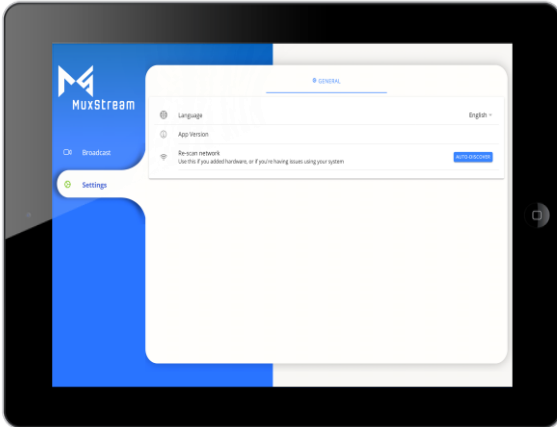 MuxStream
Broadcast
Settings
GENERAL
Language
English
App Version
Re-scan network
Use this if you added hardware, or if you're having issues using your system
AUTO-DISCOVER